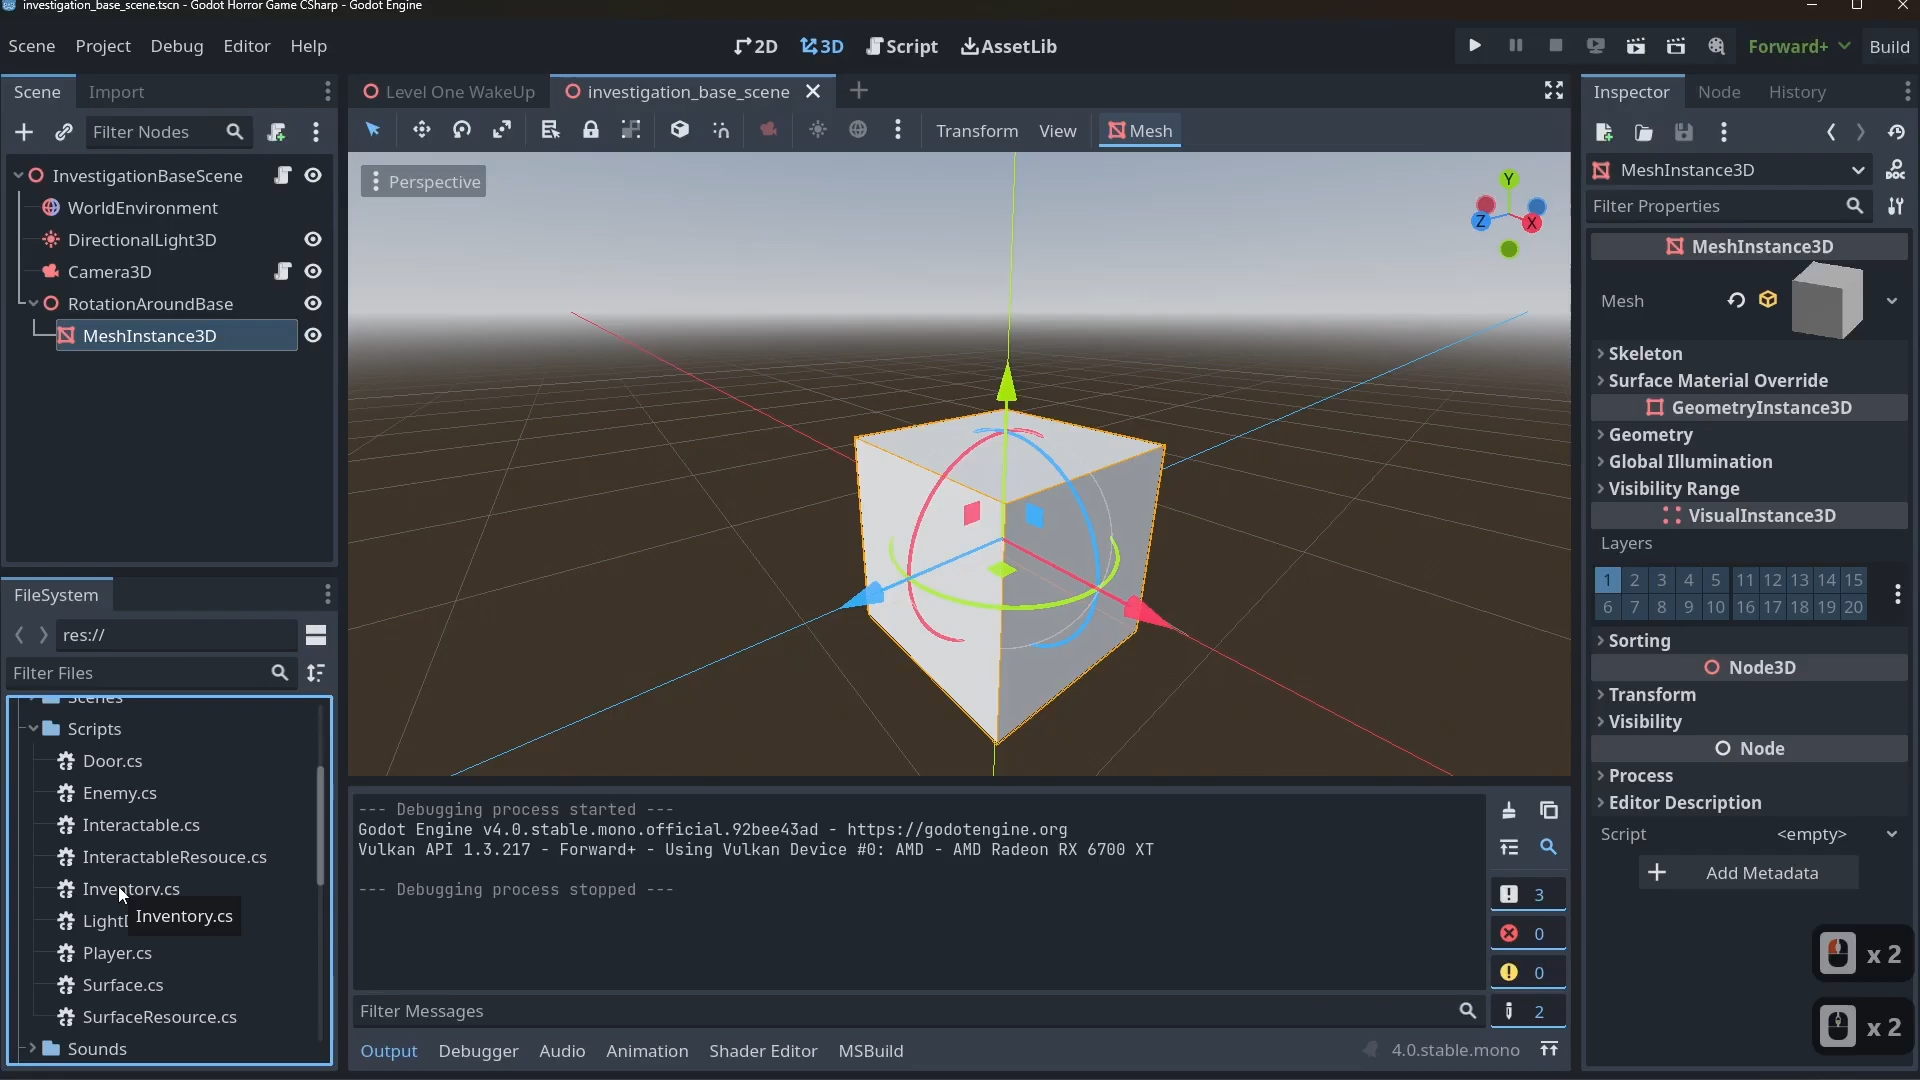 investigation_base_scene.tscn - Godot Horror Game CSharp - Godot Engine
Scene Project Debug Editor Help
2D 3D Script AssetLib
Forward+ Build
Scene Import
Level One WakeUp investigation_base_scene
Inspector Node History
Filter Nodes
Transform View Mesh
InvestigationBaseScene
WorldEnvironment
DirectionalLight3D
Camera3D
RotationAroundBase
MeshInstance3D
Perspective
Y
Z X
MeshInstance3D
Filter Properties
MeshInstance3D
Mesh
Skeleton
Surface Material Override
GeometryInstance3D
Geometry
Global Illumination
Visibility Range
VisualInstance3D
Layers
1 2 3 4 5 11 12 13 14 15
6 7 8 9 10 16 17 18 19 20
Sorting
Node3D
Transform
Visibility
Node
Process
Editor Description
Script <empty>
Add Metadata
FileSystem
res://
Filter Files
Scenes
Scripts
Door.cs
Enemy.cs
Interactable.cs
InteractableResouce.cs
Inventory.cs
Inventory.cs
Player.cs
Surface.cs
SurfaceResource.cs
Sounds
--- Debugging process started ---
Godot Engine v4.0.stable.mono.official.92bee43ad - https://godotengine.org
Vulkan API 1.3.217 - Forward+ - Using Vulkan Device #0: AMD - AMD Radeon RX 6700 XT
--- Debugging process stopped ---
3
0
0
2
Filter Messages
Output Debugger Audio Animation Shader Editor MSBuild
4.0.stable.mono
x 2
x 2